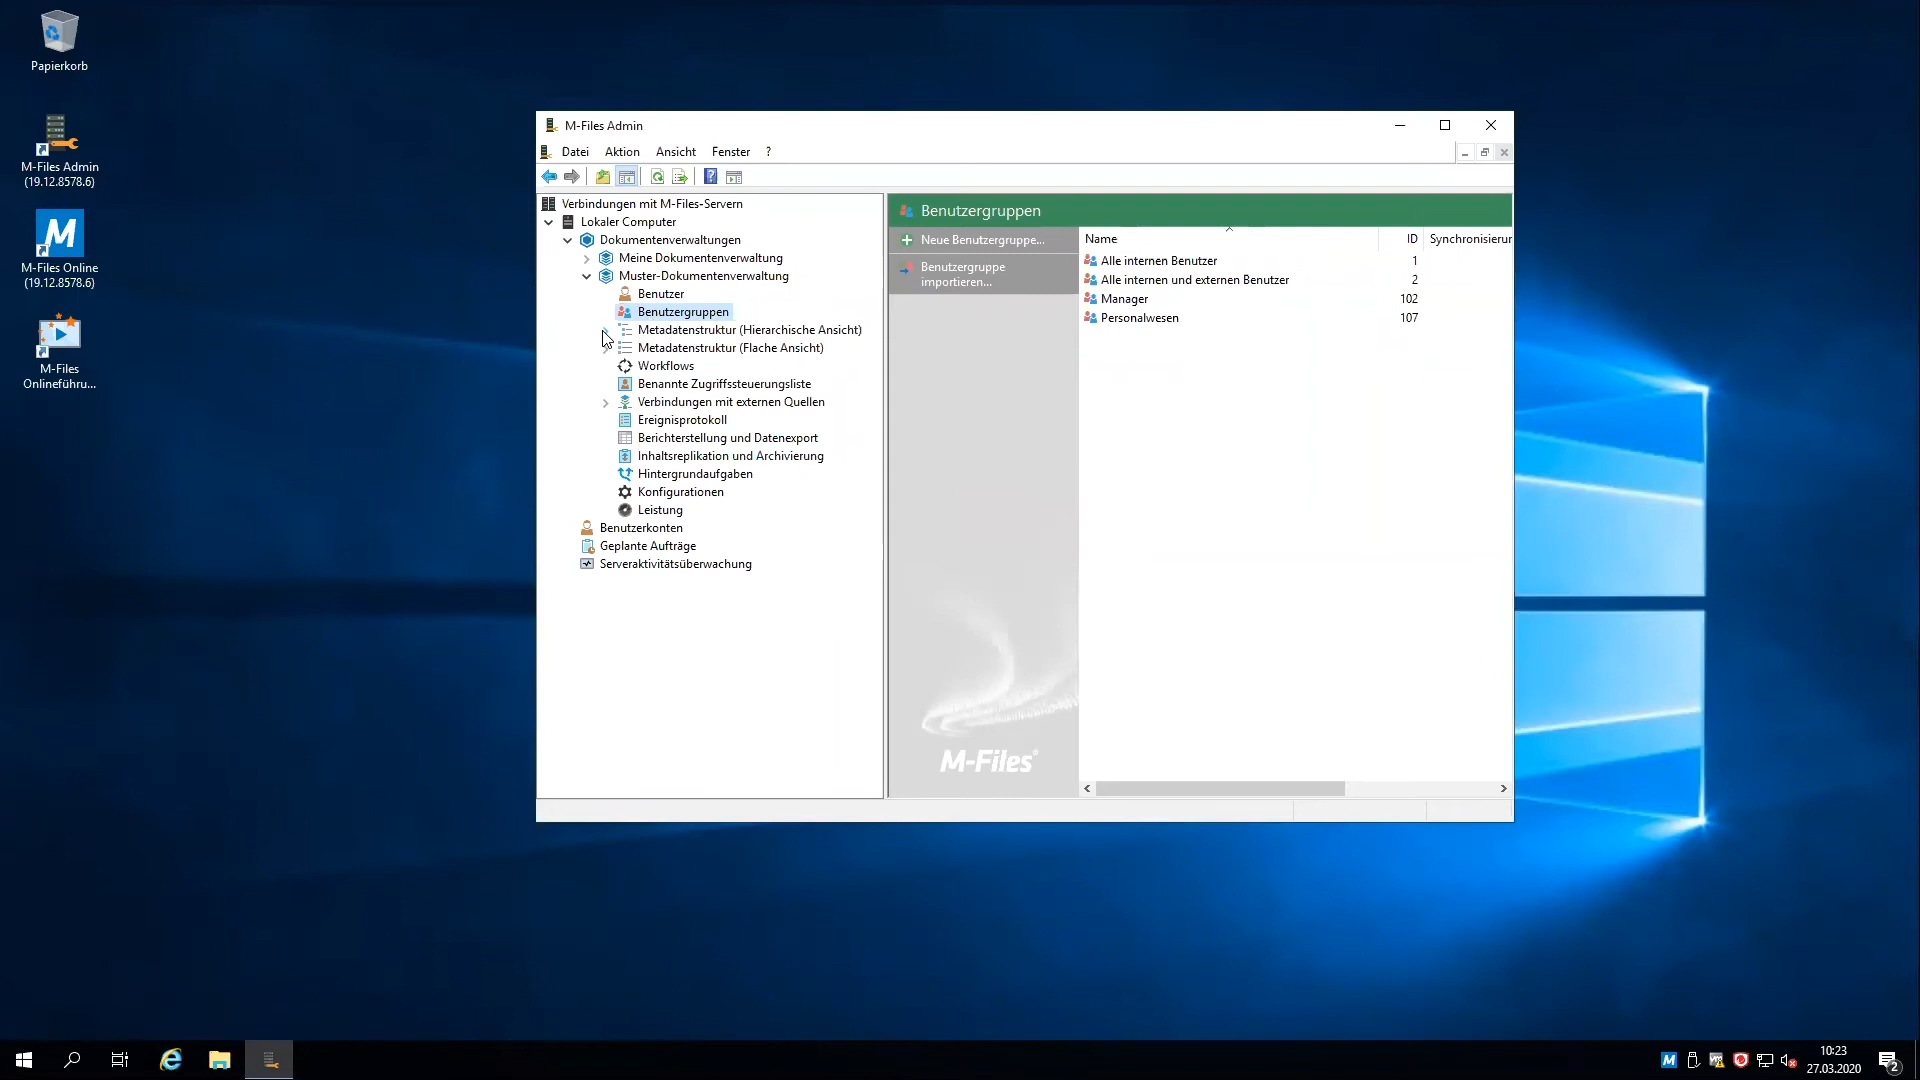 Papierkorb
M-Files Admin
(19.12.8578.6)
M-Files Online
(19.12.8578.6)
M-Files
Onlineführu...
M-Files Admin
Datei Aktion Ansicht Fenster ?
Verbindungen mit M-Files-Servern
Lokaler Computer
Dokumentenverwaltungen
Meine Dokumentenverwaltung
Muster-Dokumentenverwaltung
Benutzer
Benutzergruppen
Metadatenstruktur (Hierarchische Ansicht)
Metadatenstruktur (Flache Ansicht)
Workflows
Benannte Zugriffssteuerungsliste
Verbindungen mit externen Quellen
Ereignisprotokoll
Berichterstellung und Datenexport
Inhaltsreplikation und Archivierung
Hintergrundaufgaben
Konfigurationen
Leistung
Benutzerkonten
Geplante Aufträge
Serveraktivitätsüberwachung
Benutzergruppen
Neue Benutzergruppe...
Benutzergruppe
importieren...
Name ID Synchronisierur
Alle internen Benutzer 1
Alle internen und externen Benutzer 2
Manager 102
Personalwesen 107
M-Files®
10:23
27.03.2020
2